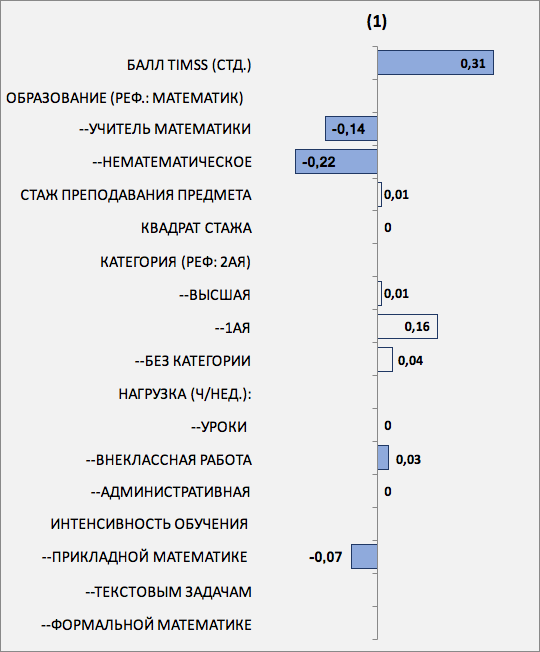 (1)
БАЛЛ TIMSS (СТД.) 0,31
ОБРАЗОВАНИЕ (РЕФ.: МАТЕМАТИК)
--УЧИТЕЛЬ МАТЕМАТИКИ -0,14
--НЕМАТЕМАТИЧЕСКОЕ -0,22
СТАЖ ПРЕПОДАВАНИЯ ПРЕДМЕТА 0,01
КВАДРАТ СТАЖА 0
КАТЕГОРИЯ (РЕФ: 2АЯ)
--ВЫСШАЯ 0,01
--1АЯ 0,16
--БЕЗ КАТЕГОРИИ 0,04
НАГРУЗКА (Ч/НЕД.):
--УРОКИ 0
--ВНЕКЛАССНАЯ РАБОТА 0,03
--АДМИНИСТРАТИВНАЯ 0
ИНТЕНСИВНОСТЬ ОБУЧЕНИЯ
--ПРИКЛАДНОЙ МАТЕМАТИКЕ -0,07
--ТЕКСТОВЫМ ЗАДАЧАМ
--ФОРМАЛЬНОЙ МАТЕМАТИКЕ